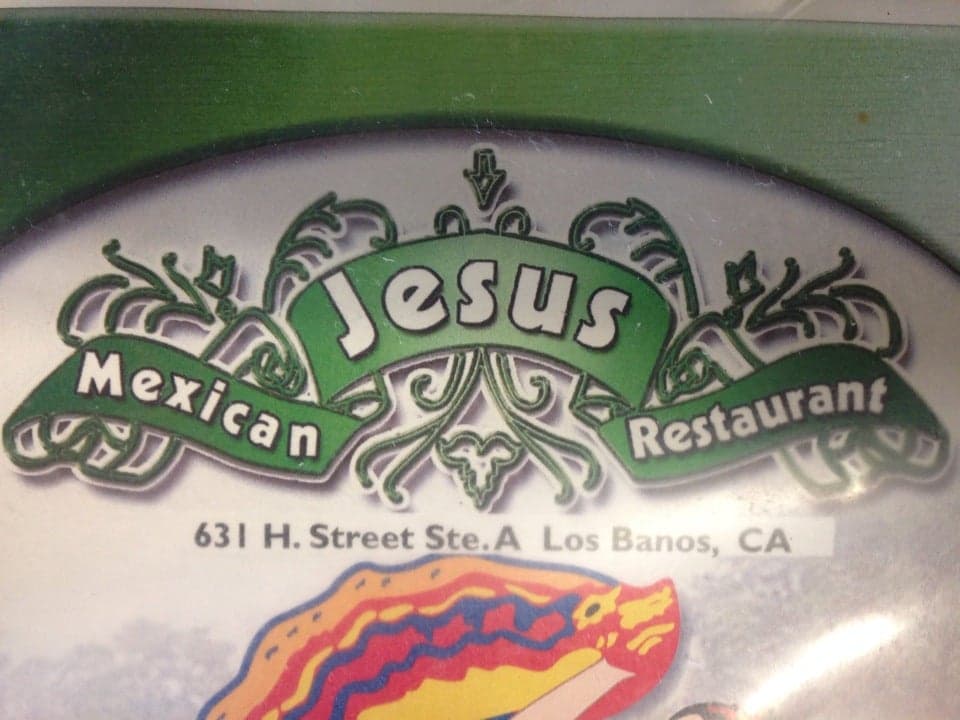 Jesus
Mexican Restaurant
631 H. Street Ste.A Los Banos, CA